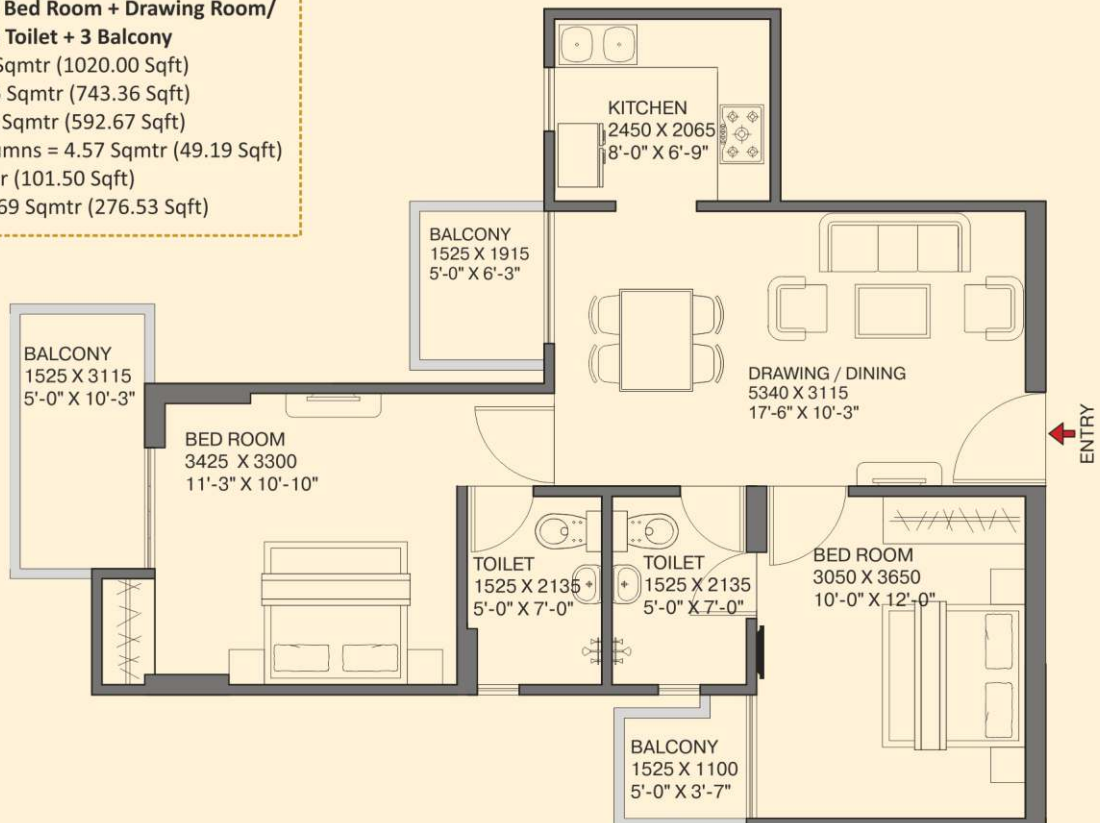 Bed Room + Drawing Room/
Toilet + 3 Balcony
Sqmtr (1020.00 Sqft)
Sqmtr (743.36 Sqft)
Sqmtr (592.67 Sqft)
= 4.57 Sqmtr (49.19 Sqft)
(101.50 Sqft)
69 Sqmtr (276.53 Sqft)
KITCHEN
2450 X 2065
8'-0" X 6'-9"
BALCONY
1525 X 1915
5'-0" X 6'-3"
BALCONY
1525 X 3115
5'-0" X 10'-3"
DRAWING / DINING
5340 X 3115
17'-6" X 10'-3"
ENTRY
BED ROOM
3425 X 3300
11'-3" X 10'-10"
TOILET
1525 X 2135
5'-0" X 7'-0"
TOILET
1525 X 2135
5'-0" X 7'-0"
BED ROOM
3050 X 3650
10'-0" X 12'-0"
BALCONY
1525 X 1100
5'-0" X 3'-7"